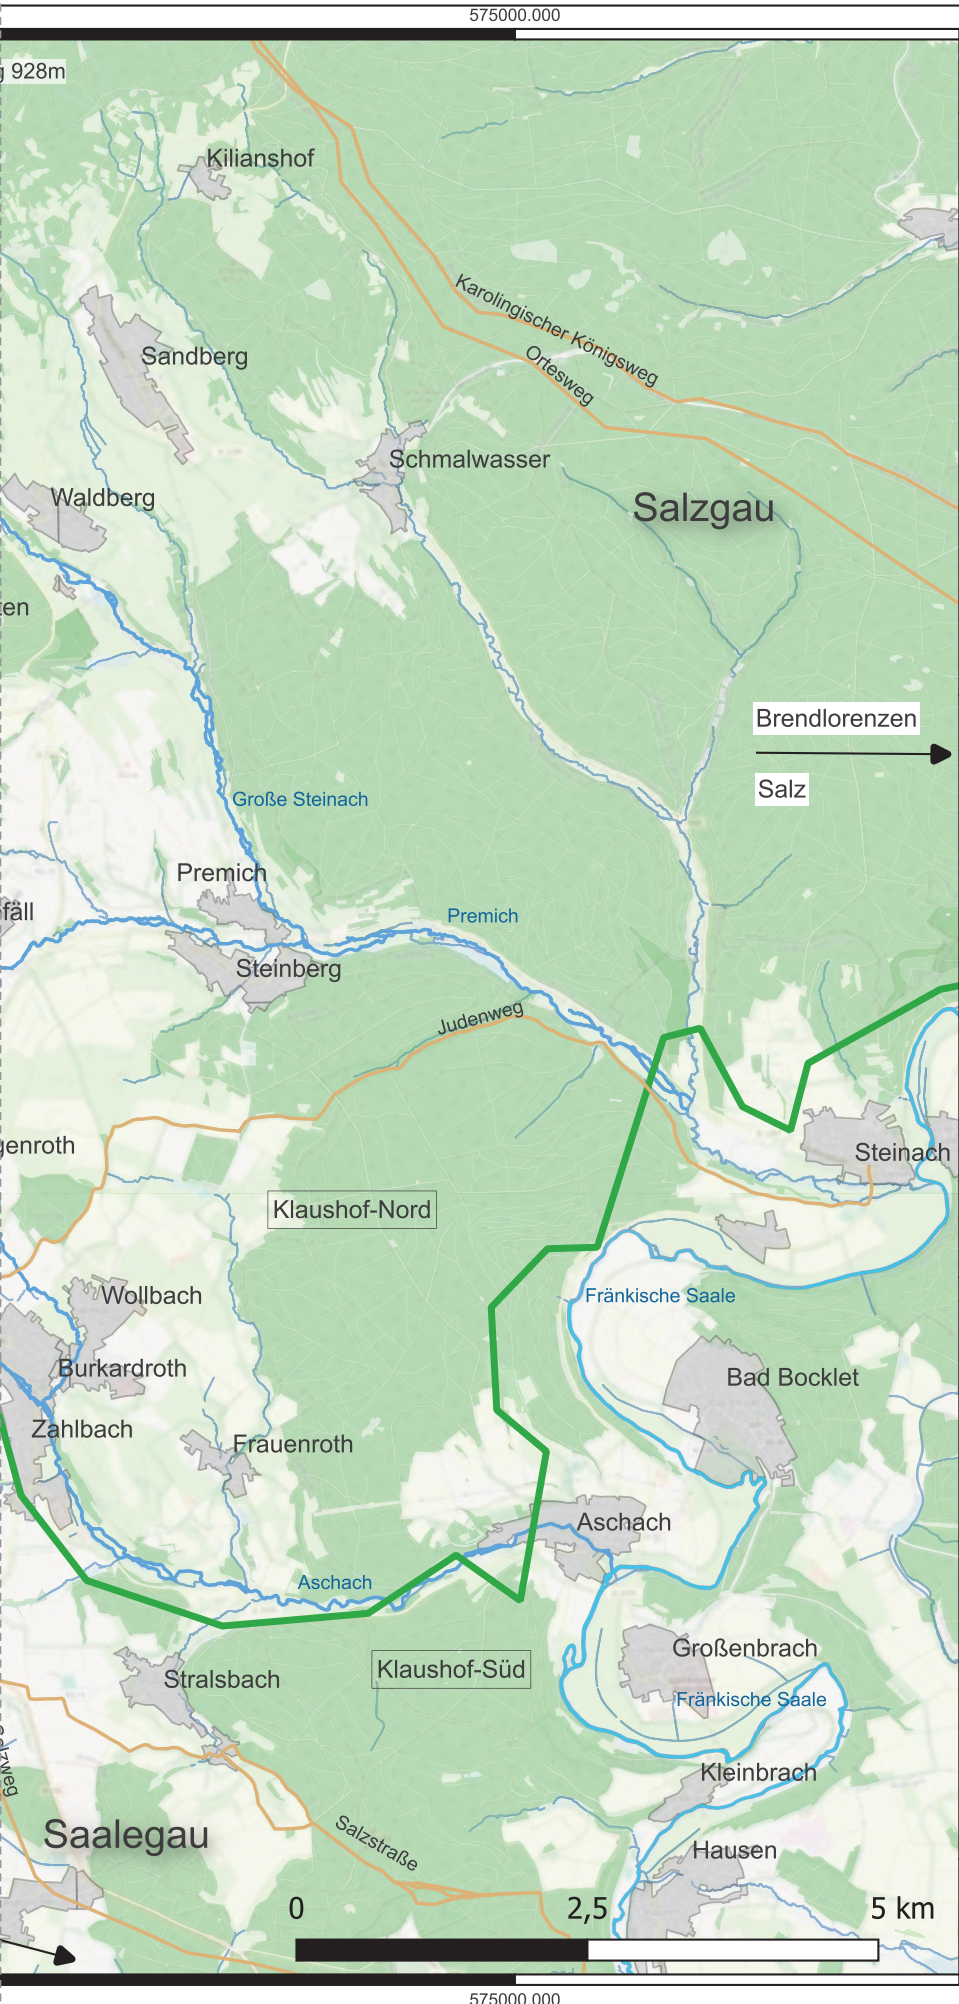 575000.000
928m
Kilianshof
Karolingischer Königsweg
Ortesweg
Sandberg
Schmalwasser
Waldberg
Salzgau
Brendlorenzen
Salz
Große Steinach
Premich
Premich
Steinberg
Judenweg
Steinach
Klaushof-Nord
Fränkische Saale
Wollbach
Burkardroth
Bad Bocklet
Zahlbach
Frauenroth
Aschach
Aschach
Großenbrach
Klaushof-Süd
Stralsbach
Fränkische Saale
Kleinbrach
Saalegau
Salzstraße
Hausen
0 2,5 5 km
575000.000